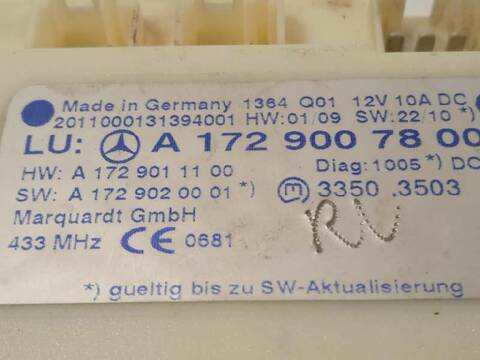 Made in Germany 1364 Q01 12V 10A DC
2011000131394001 HW:01/09 SW:22/10*)
LU: A 172 900 78 00
HW: A 172 901 11 00 Diag:1005*) DC
SW: A 172 902 00 01*) E 3350 .3503
Marquardt GmbH
433 MHz CE 0681
*) gueltig bis zu SW-Aktualisierung